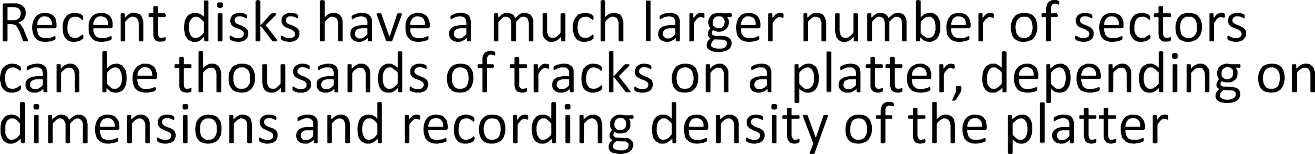 Recent disks have a much larger number of sectors
can be thousands of tracks on a platter, depending on
dimensions and recording density of the platter